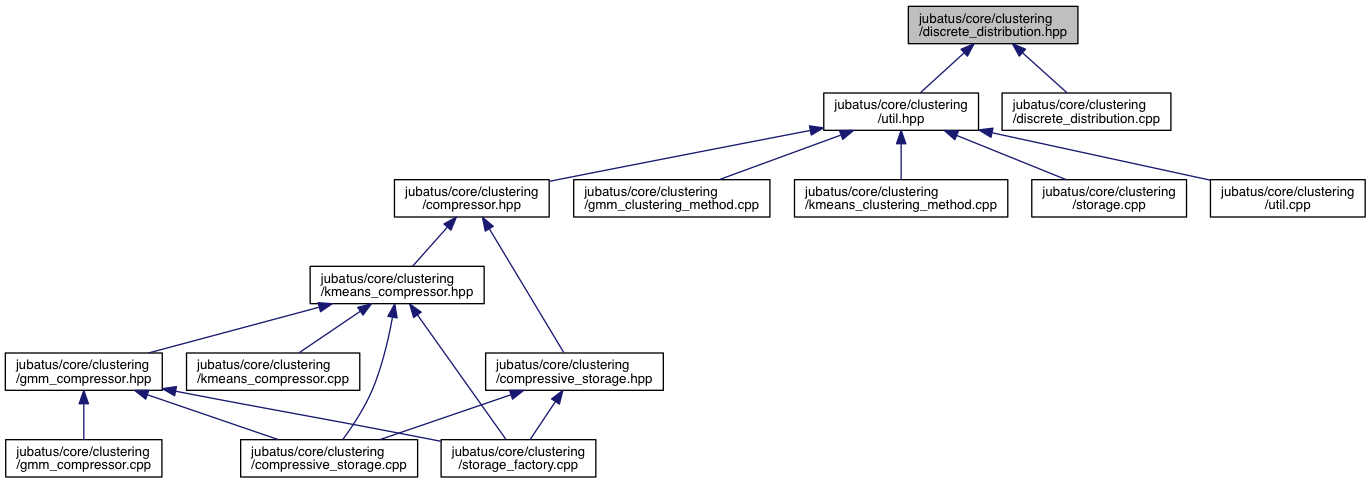 jubatus/core/clustering
/discrete_distribution.hpp
jubatus/core/clustering
/util.hpp
jubatus/core/clustering
/discrete_distribution.cpp
jubatus/core/clustering
/compressor.hpp
jubatus/core/clustering
/gmm_clustering_method.cpp
jubatus/core/clustering
/kmeans_clustering_method.cpp
jubatus/core/clustering
/storage.cpp
jubatus/core/clustering
/util.cpp
jubatus/core/clustering
/kmeans_compressor.hpp
jubatus/core/clustering
/gmm_compressor.hpp
jubatus/core/clustering
/kmeans_compressor.cpp
jubatus/core/clustering
/compressive_storage.hpp
jubatus/core/clustering
/gmm_compressor.cpp
jubatus/core/clustering
/compressive_storage.cpp
jubatus/core/clustering
/storage_factory.cpp